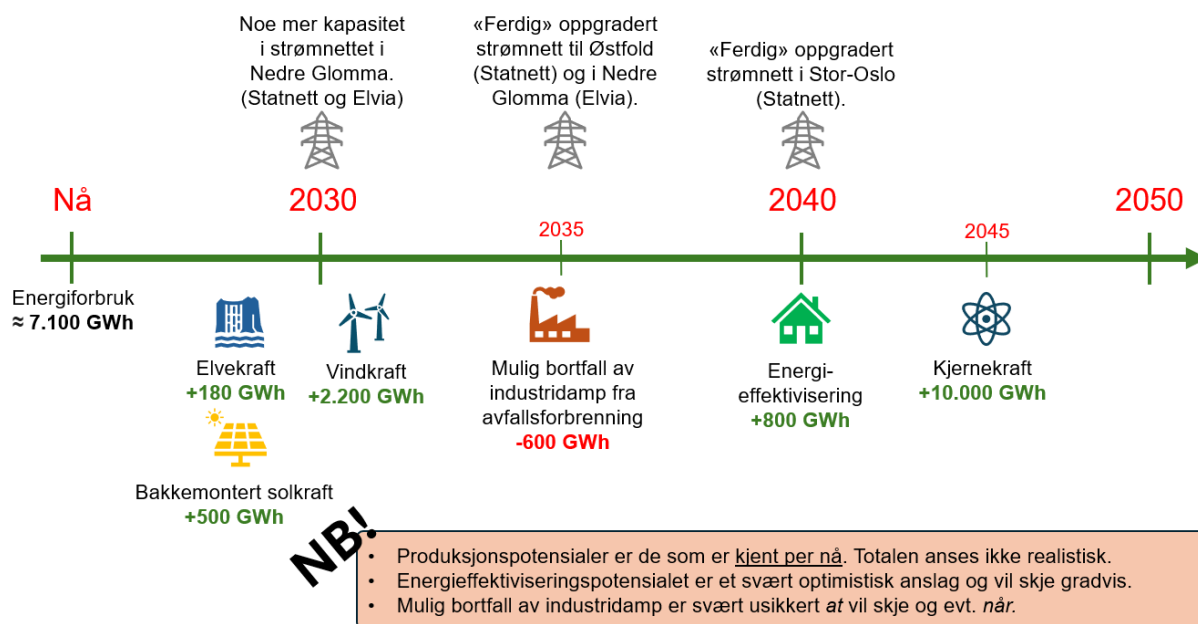 Noe mer kapasitet
i strømnettet i
Nedre Glomma.
(Statnett og Elvia)
«Ferdig» oppgradert
strømnett til Østfold
(Statnett) og i Nedre
Glomma (Elvia).
«Ferdig» oppgradert
strømnett i Stor-Oslo
(Statnett).
Nå
2030
2035
2040
2045
2050
Energiforbruk
≈ 7.100 GWh
Elvekraft
+180 GWh
Bakkemontert solkraft
+500 GWh
Vindkraft
+2.200 GWh
Mulig bortfall av
industridamp fra
avfallsforbrenning
-600 GWh
Energi-
effektivisering
+800 GWh
Kjernekraft
+10.000 GWh
NB!
• Produksjonspotensialer er de som er kjent per nå. Totalen anses ikke realistisk.
• Energieffektiviseringspotensialet er et svært optimistisk anslag og vil skje gradvis.
• Mulig bortfall av industridamp er svært usikkert at vil skje og evt. når.